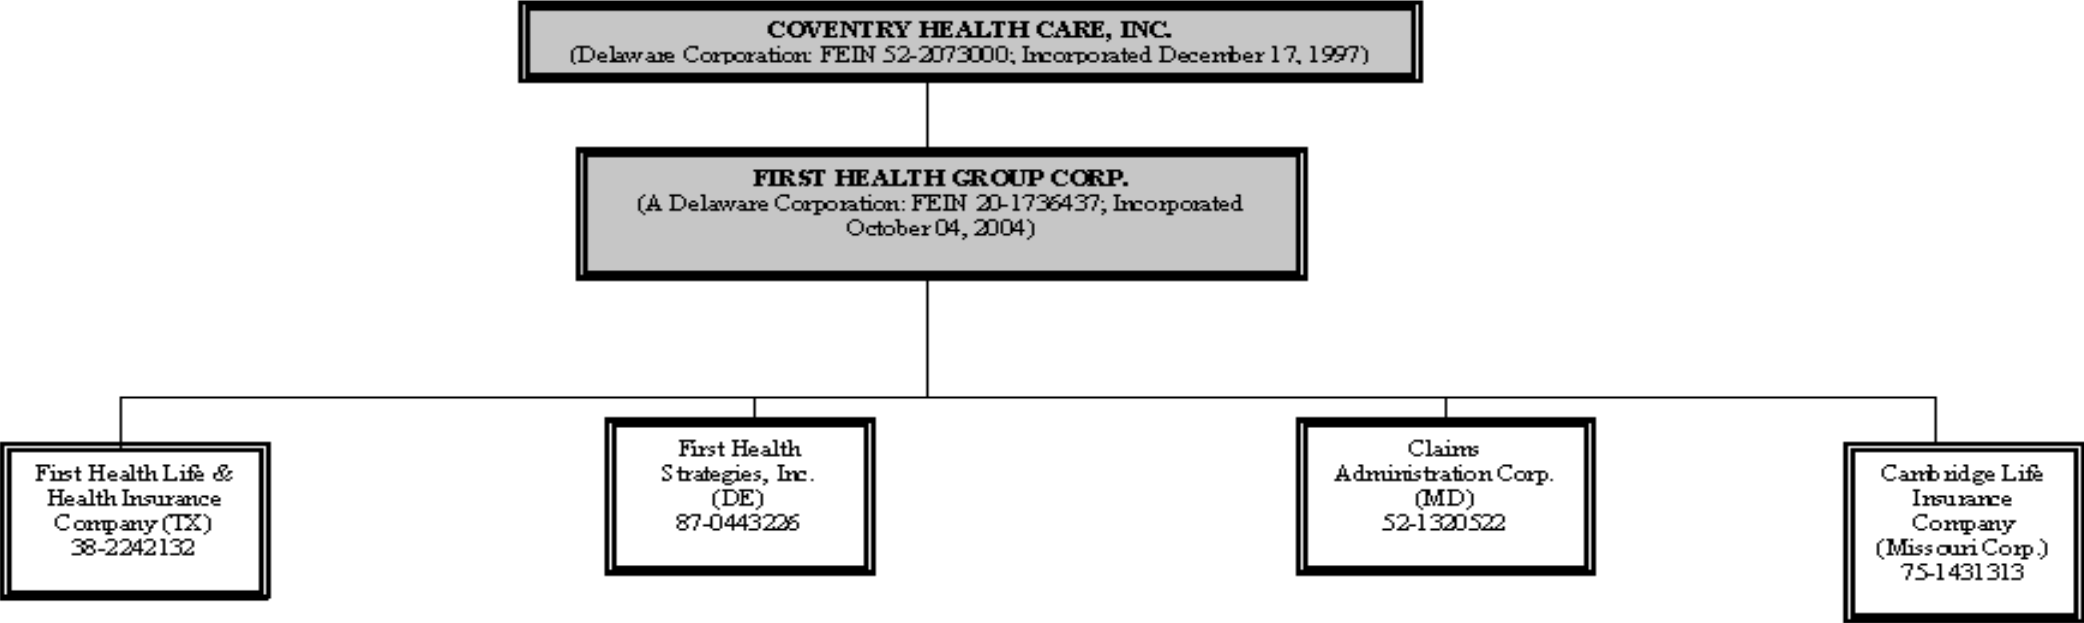 COVENTRY HEALTH CARE, INC.
(Delaware Corporation: FEIN 52-2073000; Incorporated December 17, 1997)
FIRST HEALTH GROUP CORP.
(A Delaware Corporation: FEIN 20-1736437; Incorporated
October 04, 2004)
First Health Life &
Health Insurance
Company (TX)
38-2242132
First Health
Strategies, Inc.
(DE)
87-0443226
Claims
Administration Corp.
(MD)
52-1320522
Cambridge Life
Insurance
Company
(Missouri Corp.)
75-1431313